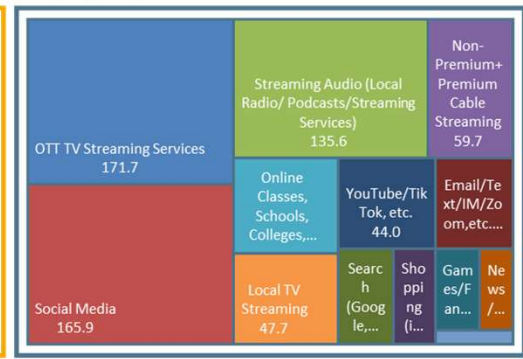 OTT TV Streaming Services
171.7
Social Media
165.9
Streaming Audio (Local
Radio/ Podcasts/Streaming
Services)
135.6
Non-
Premium+
Premium
Cable
Streaming
59.7
Online
Classes,
Schools,
Colleges,...
Local TV
Streaming
47.7
YouTube/Tik
Tok, etc.
44.0
Email/Te
xt/IM/Zo
om,etc....
Searc
h
(Goog
le,...
Sho
ppi
ng
(i...
Gam
es/F
an...
Ne
ws
/...